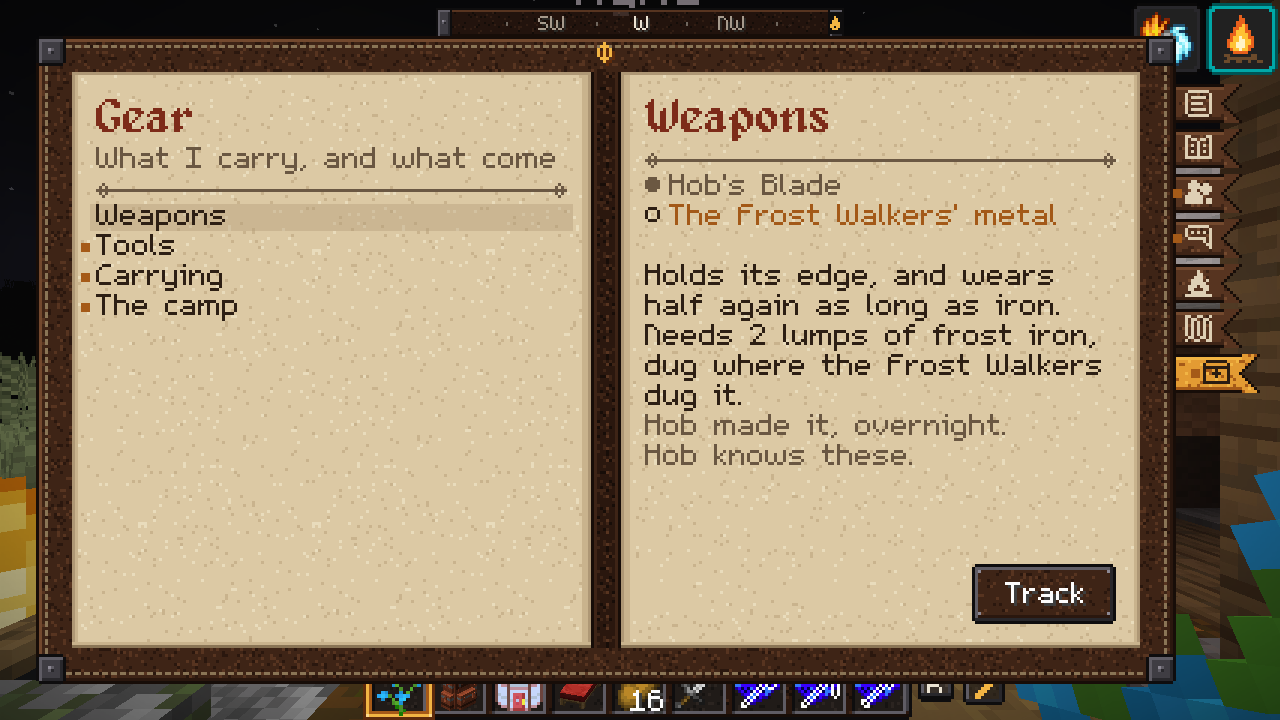 SW W NW
Gear
What I carry, and what come
Weapons
Tools
Carrying
The camp
Weapons
Hob's Blade
The Frost Walkers' metal
Holds its edge, and wears
half again as long as iron.
Needs 2 lumps of frost iron,
dug where the Frost Walkers
dug it.
Hob made it, overnight.
Hob knows these.
Track
16